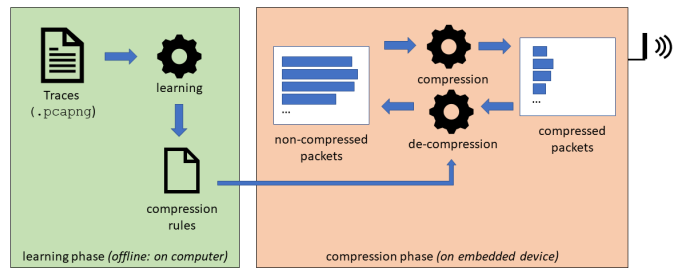 Traces
(.pcapng)
learning
compression
rules
learning phase (offline: on computer)
...
non-compressed
packets
compression
de-compression
...
compressed
packets
compression phase (on embedded device)